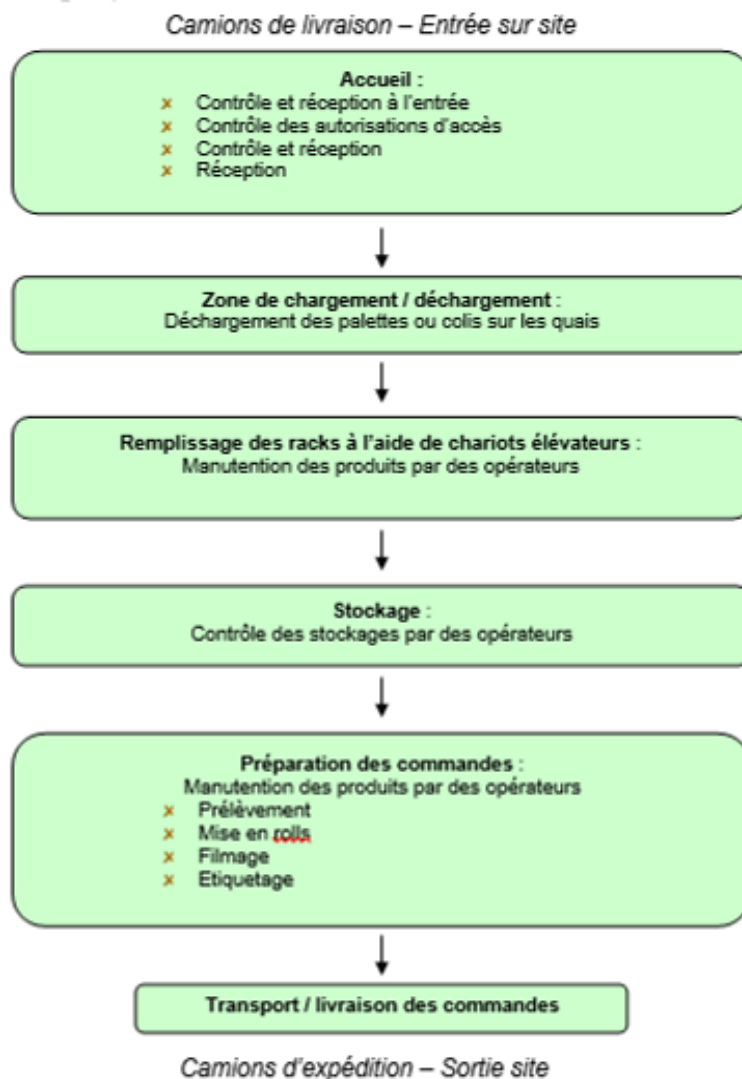 Camions de livraison – Entrée sur site
Accueil :
✘ Contrôle et réception à l'entrée
✘ Contrôle des autorisations d'accès
✘ Contrôle et réception
✘ Réception
Zone de chargement / déchargement :
Déchargement des palettes ou colis sur les quais
Remplissage des racks à l'aide de chariots élévateurs :
Manutention des produits par des opérateurs
Stockage :
Contrôle des stockages par des opérateurs
Préparation des commandes :
Manutention des produits par des opérateurs
✘ Prélèvement
✘ Mise en rolls
✘ Filmage
✘ Etiquetage
Transport / livraison des commandes
Camions d'expédition – Sortie site